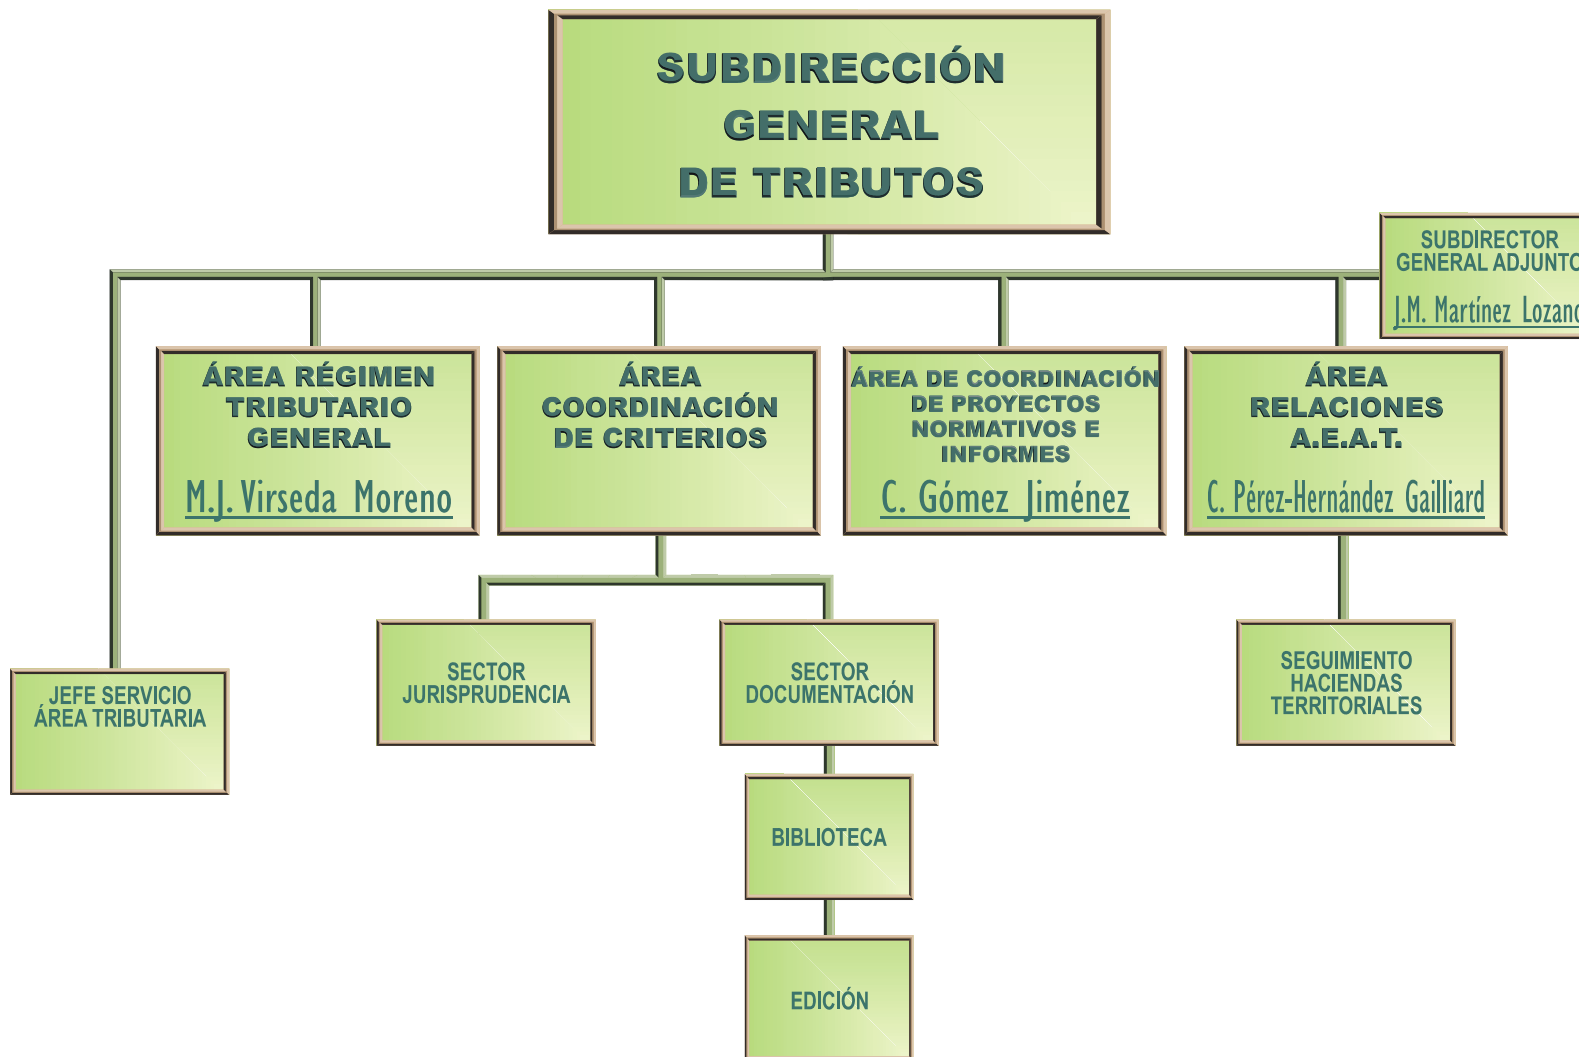 SUBDIRECCIÓN
GENERAL
DE TRIBUTOS
SUBDIRECTOR
GENERAL ADJUNTO
J.M. Martínez Lozano
ÁREA RÉGIMEN
TRIBUTARIO
GENERAL
M.J. Virseda Moreno
ÁREA
COORDINACIÓN
DE CRITERIOS
ÁREA DE COORDINACIÓN
DE PROYECTOS
NORMATIVOS E
INFORMES
C. Gómez Jiménez
ÁREA
RELACIONES
A.E.A.T.
C. Pérez-Hernández Gailliard
JEFE SERVICIO
ÁREA TRIBUTARIA
SECTOR
JURISPRUDENCIA
SECTOR
DOCUMENTACIÓN
SEGUIMIENTO
HACIENDAS
TERRITORIALES
BIBLIOTECA
EDICIÓN